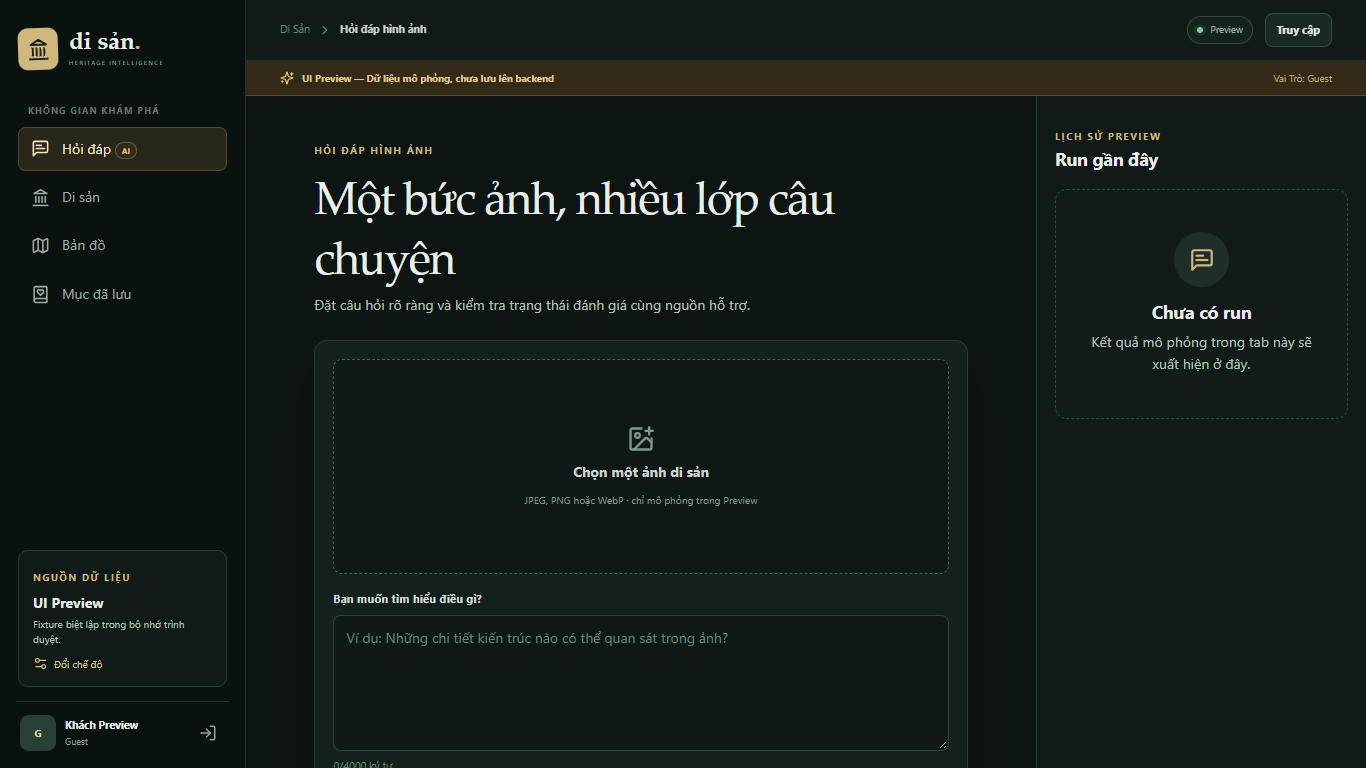 di sản.
HERITAGE INTELLIGENCE
KHÔNG GIAN KHÁM PHÁ
Hỏi đáp AI
Di sản
Bản đồ
Mục đã lưu
NGUỒN DỮ LIỆU
UI Preview
Fixture biệt lập trong bộ nhớ trình
duyệt.
Đổi chế độ
G
Khách Preview
Guest
Di Sản > Hỏi đáp hình ảnh
Preview
Truy cập
UI Preview — Dữ liệu mô phỏng, chưa lưu lên backend
Vai Trò: Guest
HỎI ĐÁP HÌNH ẢNH
Một bức ảnh, nhiều lớp câu
chuyện
Đặt câu hỏi rõ ràng và kiểm tra trạng thái đánh giá cùng nguồn hỗ trợ.
Chọn một ảnh di sản
JPEG, PNG hoặc WebP · chỉ mô phỏng trong Preview
Bạn muốn tìm hiểu điều gì?
Ví dụ: Những chi tiết kiến trúc nào có thể quan sát trong ảnh?
0/4000 ký tự
LỊCH SỬ PREVIEW
Run gần đây
Chưa có run
Kết quả mô phỏng trong tab này sẽ
xuất hiện ở đây.